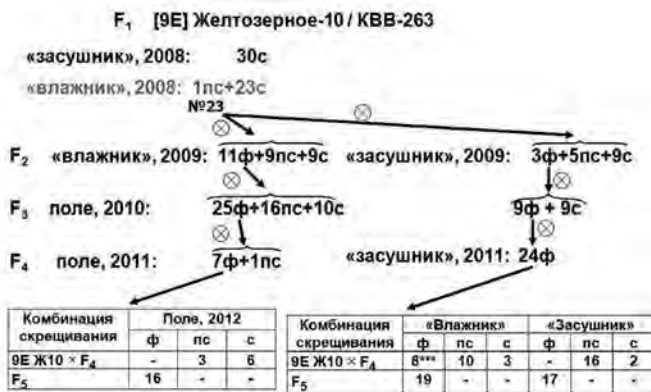 F1 [9E] Желтозерное-10 / КВВ-263
«засушник», 2008: 30с
«влажник», 2008: 1пс+23с
№23
F2 «влажник», 2009: 11ф+9пс+9с «засушник», 2009: 3ф+5пс+9с
F3 поле, 2010: 25ф+16пс+10с 9ф + 9с
F4 поле, 2011: 7ф+1пс «засушник», 2011: 24ф
Комбинация скрещивания Поле, 2012
ф пс с
9Е Ж10 × F4 - 3 6
F5 16 - -
Комбинация скрещивания «Влажник» «Засушник»
ф пс с ф пс с
9Е Ж10 × F4 6*** 10 3 - 16 2
F5 19 - - 17 - -